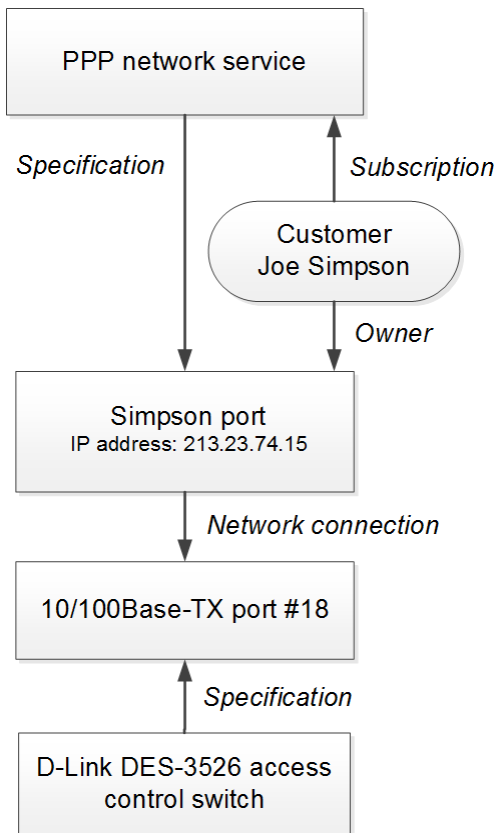 PPP network service
Specification
Subscription
Customer
Joe Simpson
Owner
Simpson port
IP address: 213.23.74.15
Network connection
10/100Base-TX port #18
Specification
D-Link DES-3526 access
control switch